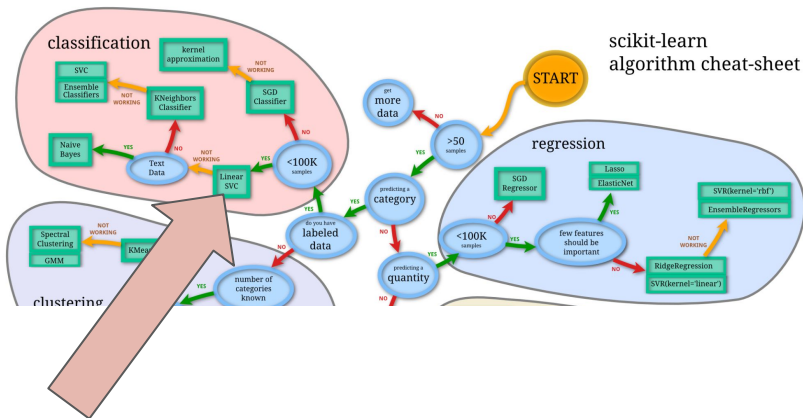 scikit-learn
algorithm cheat-sheet
classification
kernel
approximation
NOT
WORKING
SVC
Ensemble
Classifiers
NOT
WORKING
KNeighbors
Classifier
SGD
Classifier
NO
NO
Naive
Bayes
YES
Text
Data
NOT
WORKING
Linear
SVC
YES
<100K
samples
YES
START
get
more
data
NO
>50
samples
YES
predicting a
category
YES
do you have
labeled
data
NO
NO
predicting a
quantity
YES
NO
regression
SGD
Regressor
NO
<100K
samples
YES
few features
should be
important
YES
Lasso
ElasticNet
SVR(kernel='rbf')
EnsembleRegressors
NOT
WORKING
NO
RidgeRegression
SVR(kernel='linear')
Spectral
Clustering
GMM
NOT
WORKING
number of
categories
known
YES
clustering